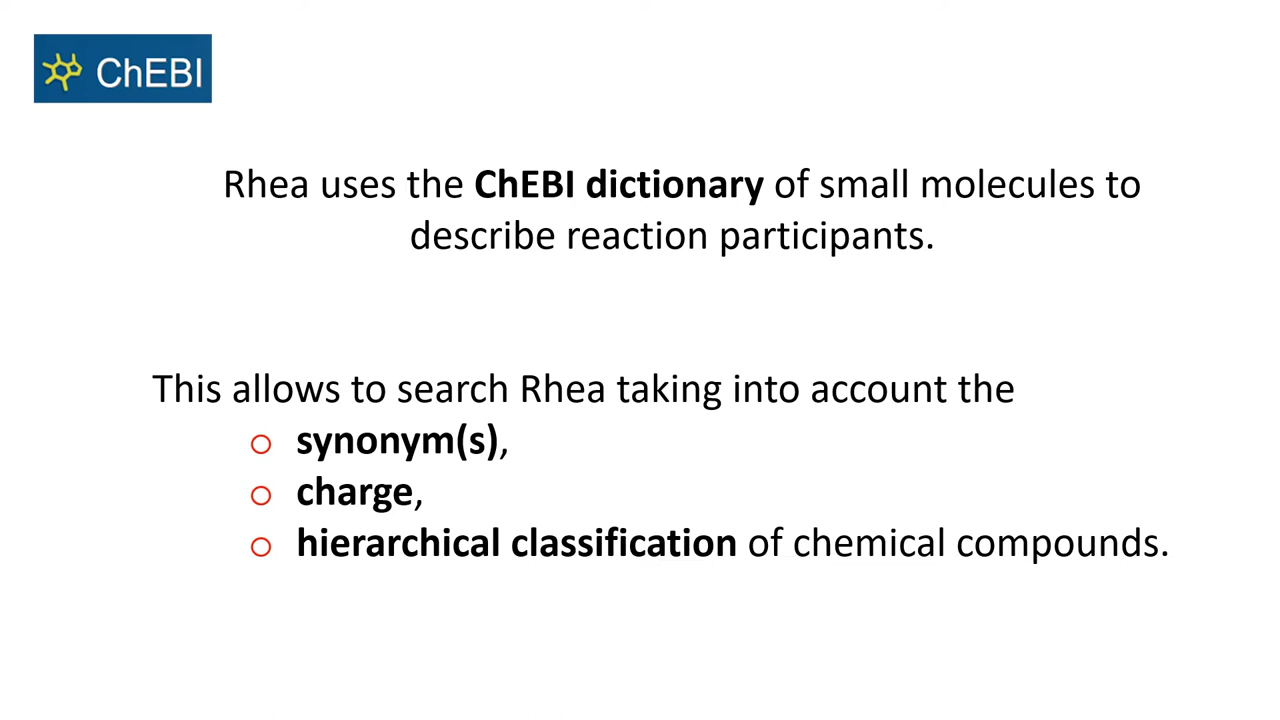 ChEBI
Rhea uses the ChEBI dictionary of small molecules to
describe reaction participants.
This allows to search Rhea taking into account the
o synonym(s),
o charge,
o hierarchical classification of chemical compounds.